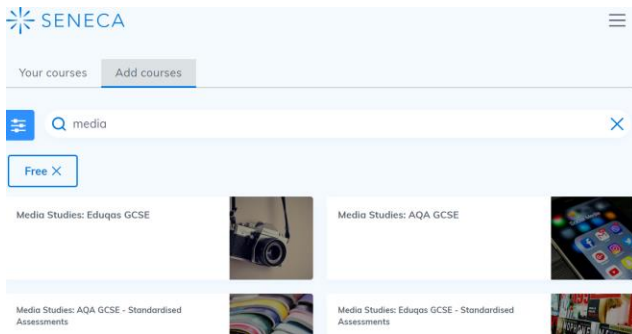 SENECA
Your courses Add courses
media
Free
Media Studies: Eduqas GCSE
Media Studies: AQA GCSE
Media Studies: AQA GCSE - Standardised
Assessments
Media Studies: Eduqas GCSE - Standardised
Assessments